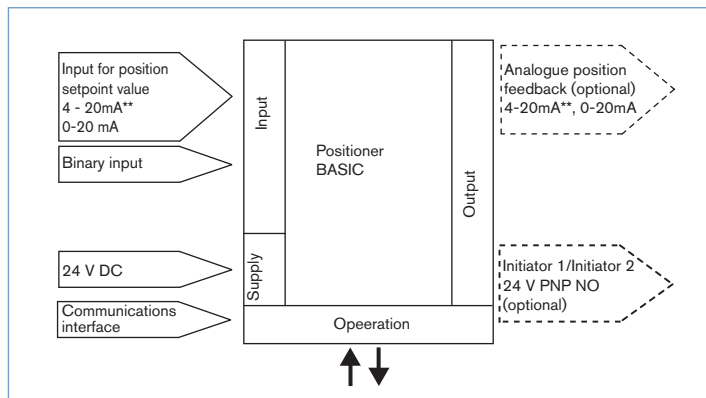 Input for position
setpoint value
4 - 20mA**
0-20 mA
Binary input
24 V DC
Communications
interface
Input
Supply
Positioner
BASIC
Output
Opeeration
Analogue position
feedback (optional)
4-20mA**, 0-20mA
Initiator 1/Initiator 2
24 V PNP NO
(optional)